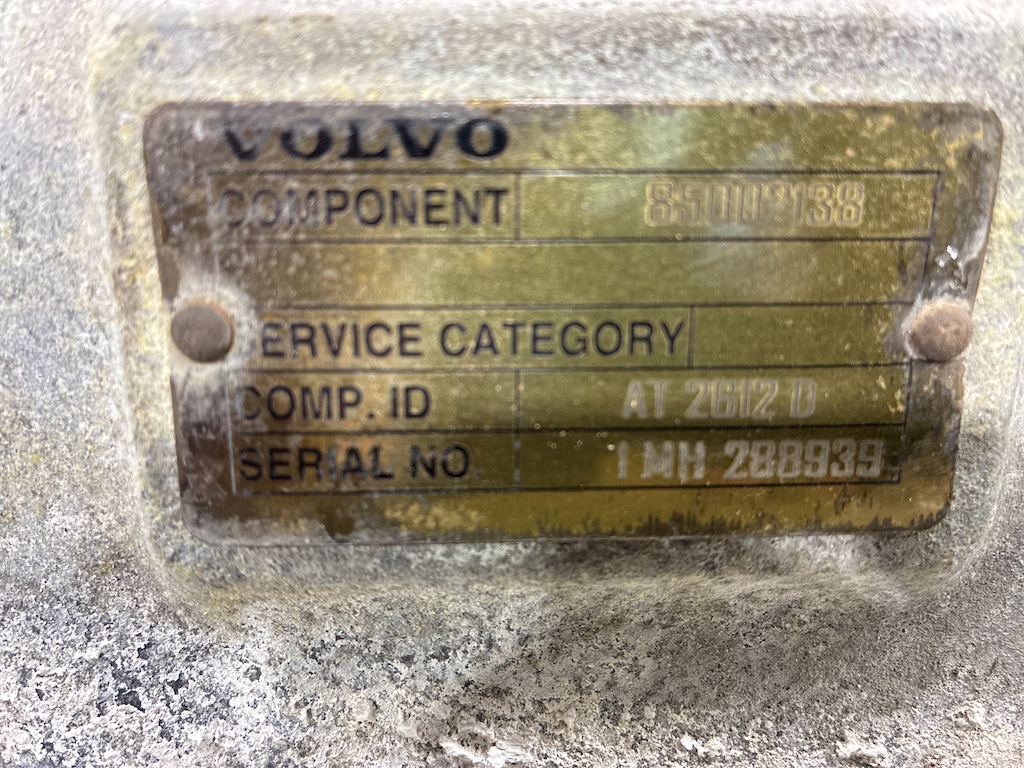 VOLVO
COMPONENT 85002138
SERVICE CATEGORY
COMP. ID AT 2612 D
SERIAL NO 1 MH 288939